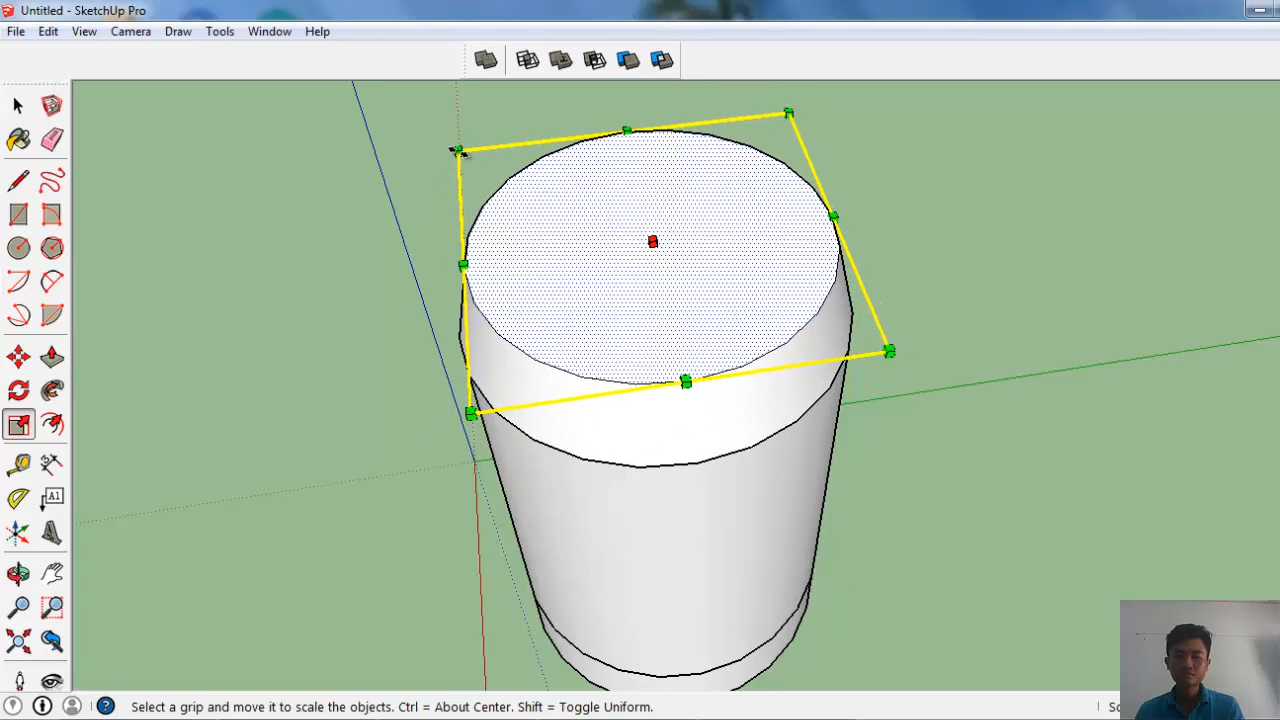 Untitled - SketchUp Pro
File Edit View Camera Draw Tools Window Help
A1
Select a grip and move it to scale the objects. Ctrl = About Center. Shift = Toggle Uniform.